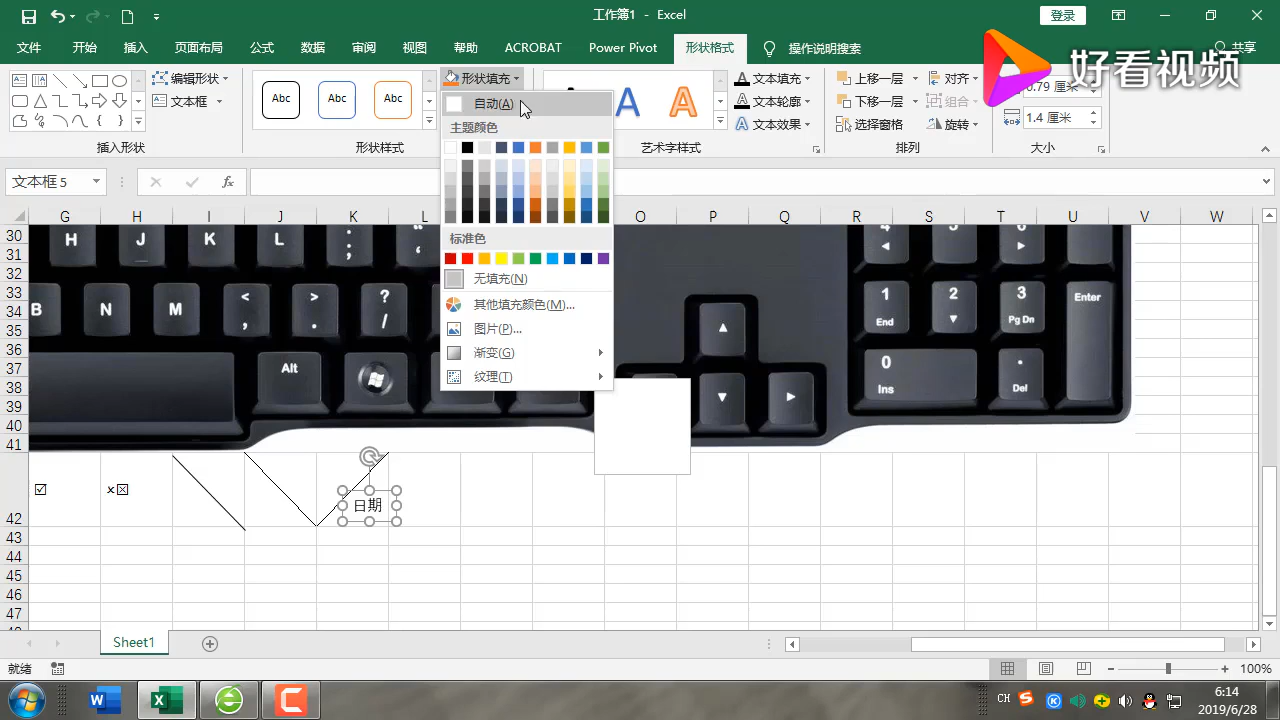 工作簿1 - Excel
登录
文件
开始
插入
页面布局
公式
数据
审阅
视图
帮助
ACROBAT
Power Pivot
形状格式
操作说明搜索
共享
好看视频
编辑形状
文本框
插入形状
Abc
Abc
Abc
形状样式
形状填充
A
A
文本填充
文本轮廓
文本效果
艺术字样式
上移一层
下移一层
选择窗格
对齐
组合
旋转
排列
0.79 厘米
1.4 厘米
大小
自动(A)
主题颜色
标准色
无填充(N)
其他填充颜色(M)...
图片(P)...
渐变(G)
纹理(T)
文本框 5
fx
G H I J K L O P Q R S T U V W
30
31
32
33
34
35
36
37
38
39
40
41
42
43
44
45
46
47
H J K L ; :
B N M < , > . ? /
Alt
1 End
2
3 Pg Dn
Enter
0 Ins
. Del
☑
x☒
日期
Sheet1
就绪
100%
W
X
CH
6:14
2019/6/28